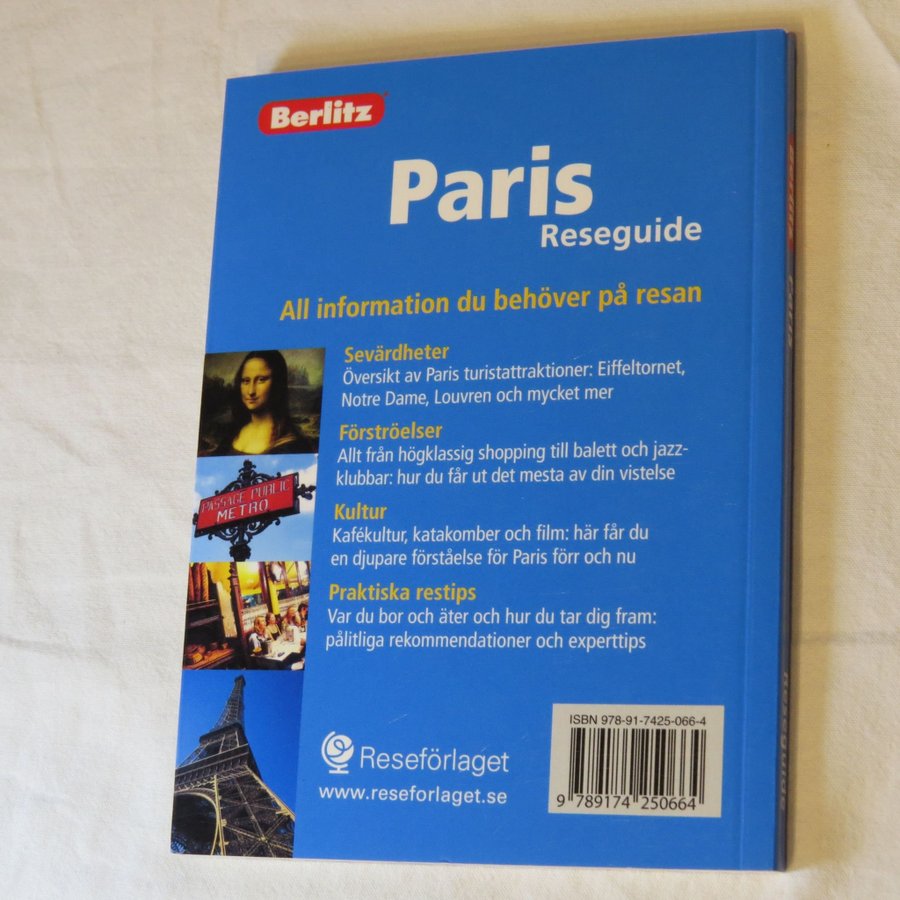 Berlitz
Paris
Reseguide
All information du behöver på resan
Sevärdheter
Översikt av Paris turistattraktioner: Eiffeltornet,
Notre Dame, Louvren och mycket mer
Förströelser
Allt från högklassig shopping till balett och jazz-
klubbar: hur du får ut det mesta av din vistelse
Kultur
Kafékultur, katakomber och film: här får du
en djupare förståelse för Paris förr och nu
Praktiska restips
Var du bor och äter och hur du tar dig fram:
pålitliga rekommendationer och experttips
PASSAGE PUBLIC
METRO
Reseförlaget
www.reseforlaget.se
ISBN 978-91-7425-066-4
9 789174 250664